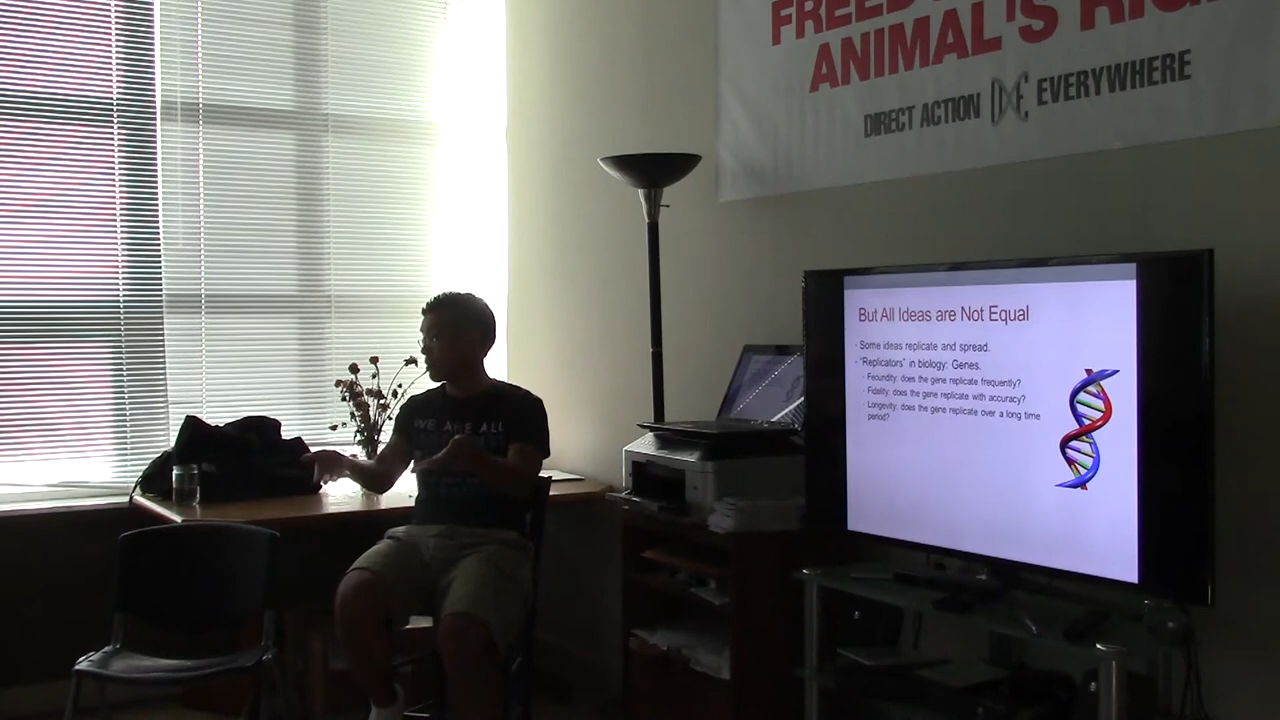 ANIMAL'S
DIRECT ACTION EVERYWHERE
But All Ideas are Not Equal
Some ideas replicate and spread.
"Replicators" in biology: Genes.
Fecundity: does the gene replicate frequently?
Fidelity: does the gene replicate with accuracy?
Longevity: does the gene replicate over a long time
period?
WE ARE ALL